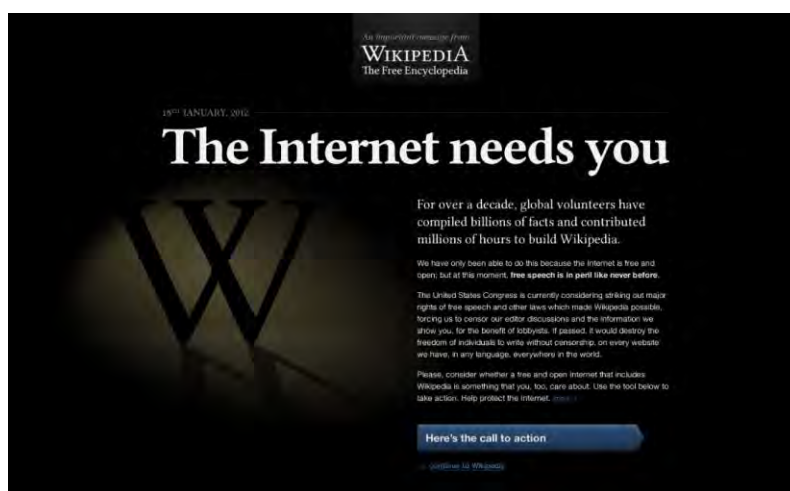 An important message from
WIKIPEDIA
The Free Encyclopedia
18TH JANUARY, 2012
The Internet needs you
For over a decade, global volunteers have
compiled billions of facts and contributed
millions of hours to build Wikipedia.
We have only been able to do this because the Internet is free and
open; but at this moment, free speech is in peril like never before.
The United States Congress is currently considering striking out major
rights of free speech and other laws which made Wikipedia possible,
forcing us to censor our editor discussions and the information we
show you, for the benefit of lobbyists. If passed, it would destroy the
freedom of individuals to write without censorship, on every website
we have, in any language, everywhere in the world.
Please, consider whether a free and open Internet that includes
Wikipedia is something that you, too, care about. Use the tool below to
take action. Help protect the Internet.
Here's the call to action
continue to Wikipedia
W